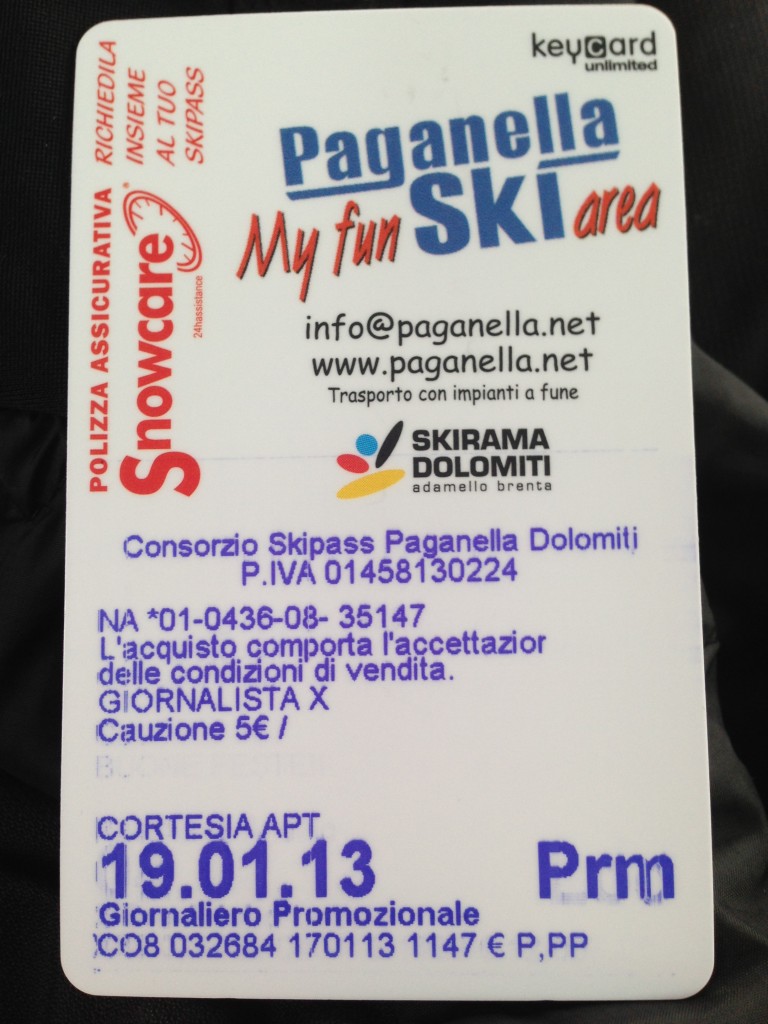 keycard
unlimited
Paganella
My fun SKI area
info@paganella.net
www.paganella.net
Trasporto con impianti a fune
SKIRAMA
DOLOMITI
adamello brenta
POLIZZA ASSICURATIVA
Snowcare
24hassistance
RICHIEDILA
INSIEME
AL TUO
SKIPASS
Consorzio Skipass Paganella Dolomiti
P.IVA 01458130224
NA *01-0436-08- 35147
L'acquisto comporta l'accettazior
delle condizioni di vendita.
GIORNALISTA X
Cauzione 5€ /
BUONE FESTE!!
CORTESIA APT
19.01.13 Prm
Giornaliero Promozionale
CO8 032684 170113 1147 € P,PP